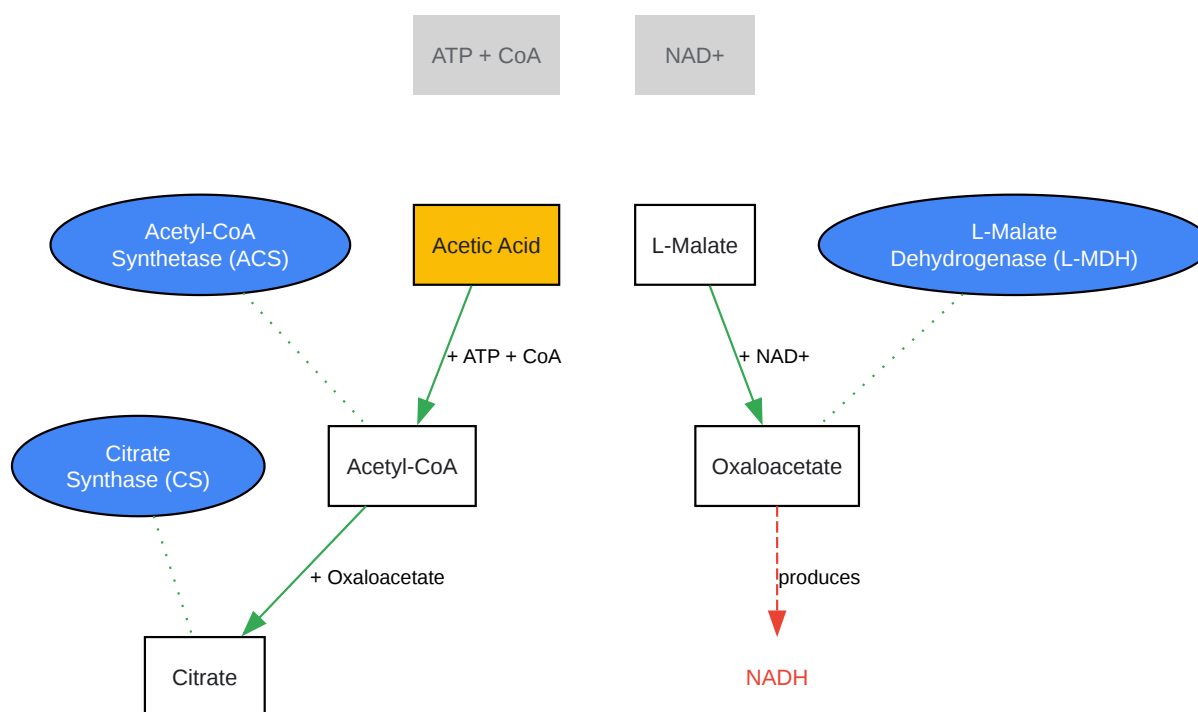 ATP + CoA
NAD+
Acetyl-CoA
Synthetase (ACS)
Acetic Acid
L-Malate
L-Malate
Dehydrogenase (L-MDH)
+ ATP + CoA
+ NAD+
Citrate
Synthase (CS)
Acetyl-CoA
Oxaloacetate
+ Oxaloacetate
produces
Citrate
NADH